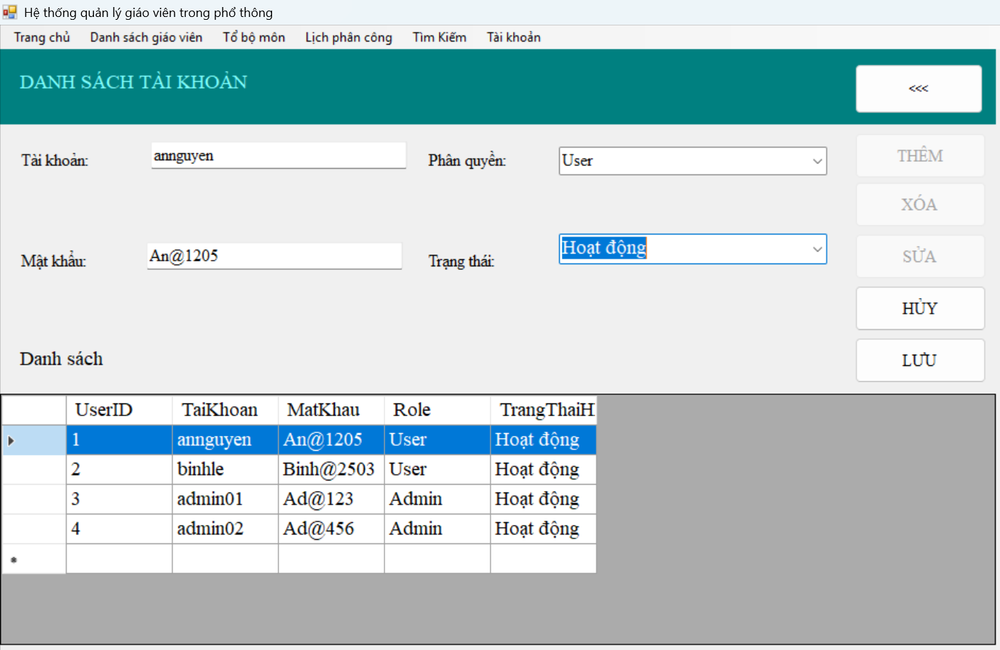 Hệ thống quản lý giáo viên trong phổ thông
Trang chủ Danh sách giáo viên Tổ bộ môn Lịch phân công Tìm Kiếm Tài khoản
DANH SÁCH TÀI KHOẢN
<<<
Tài khoản: annguyen Phân quyền: User
THÊM
XÓA
Mật khẩu: An@1205 Trạng thái: Hoạt động
SỬA
HỦY
Danh sách
LƯU
UserID TaiKhoan MatKhau Role TrangThaiH
1 annguyen An@1205 User Hoạt động
2 binhle Binh@2503 User Hoạt động
3 admin01 Ad@123 Admin Hoạt động
4 admin02 Ad@456 Admin Hoạt động